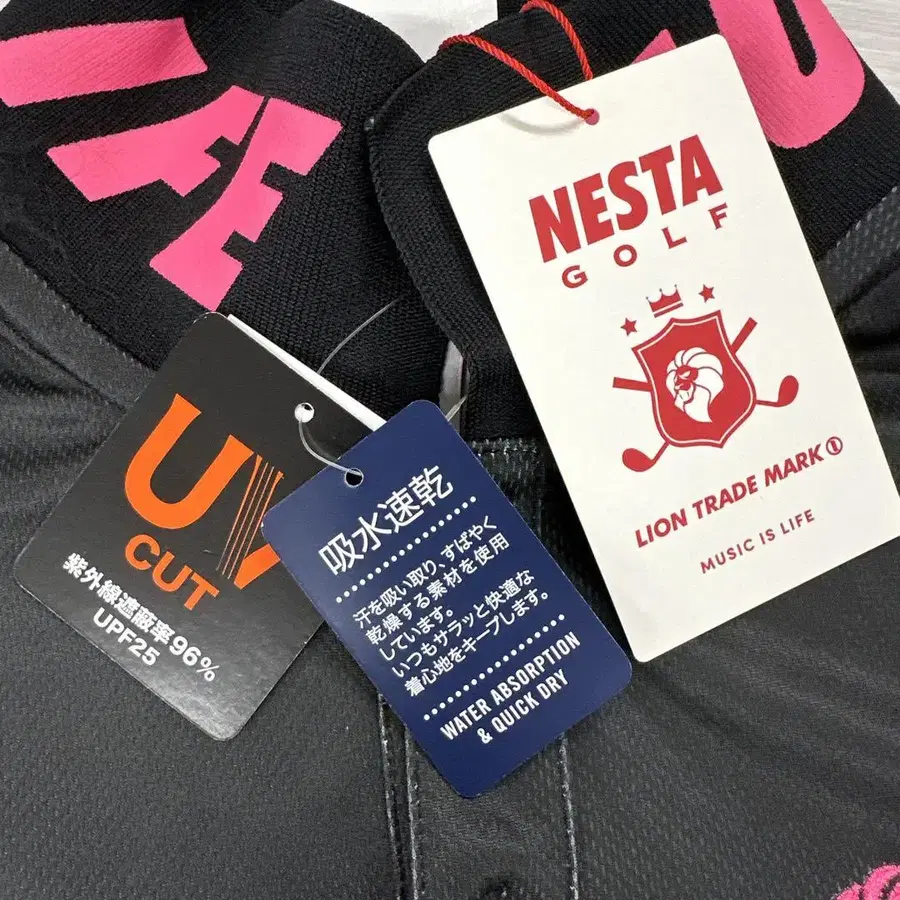 IFE
U
NESTA
GOLF
LION TRADE MARK
MUSIC IS LIFE
UV
CUT
紫外線遮蔽率96%
UPF25
吸水速乾
汗を吸い取り、すばやく
乾燥する素材を使用
しています。
いつもサラッと快適な
着心地をキープします。
WATER ABSORPTION
& QUICK DRY